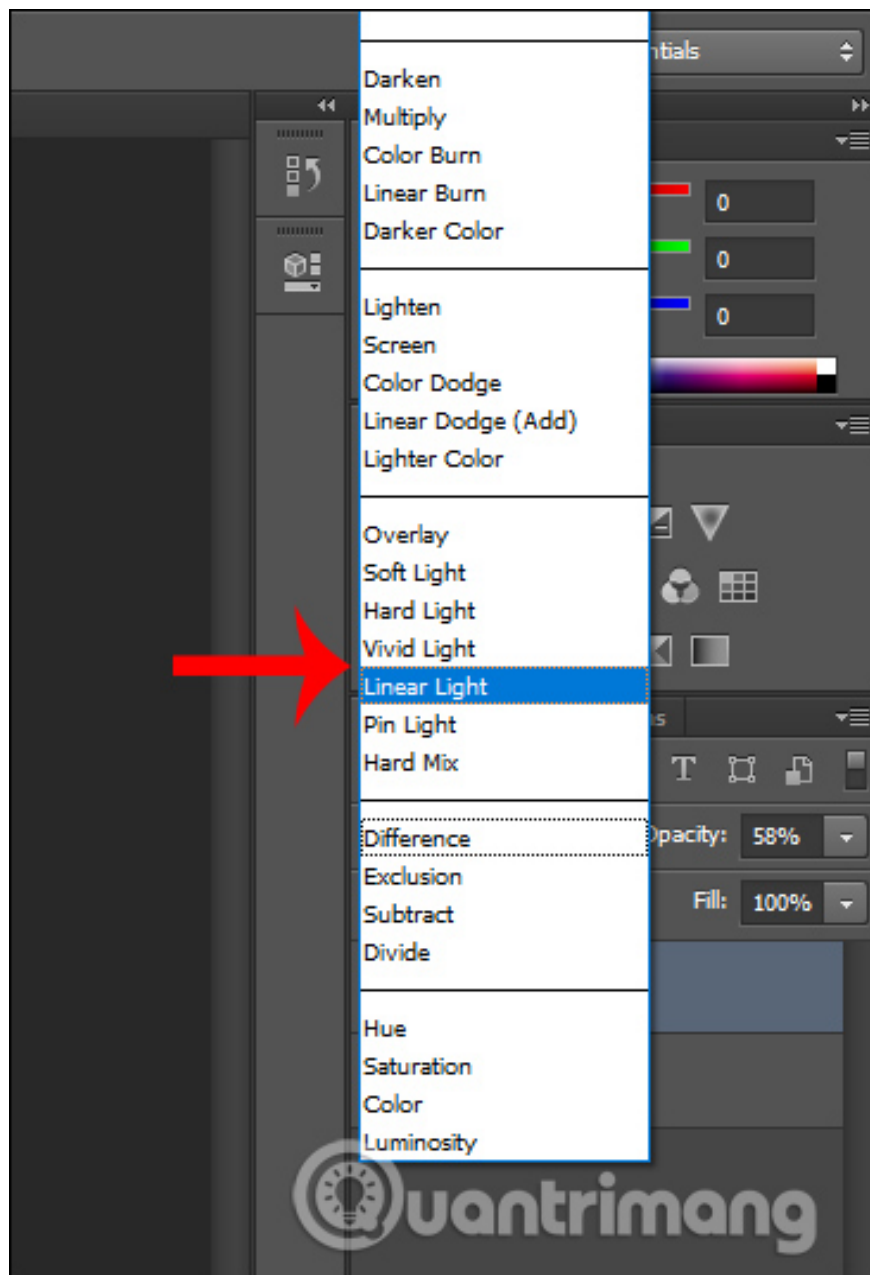 ntials
Darken
Multiply
Color Burn
Linear Burn
Darker Color
0
0
0
Lighten
Screen
Color Dodge
Linear Dodge (Add)
Lighter Color
Overlay
Soft Light
Hard Light
Vivid Light
Linear Light
Pin Light
Hard Mix
ns
T
Difference
Opacity: 58%
Exclusion
Subtract
Fill: 100%
Divide
Hue
Saturation
Color
Luminosity
Quantrimang